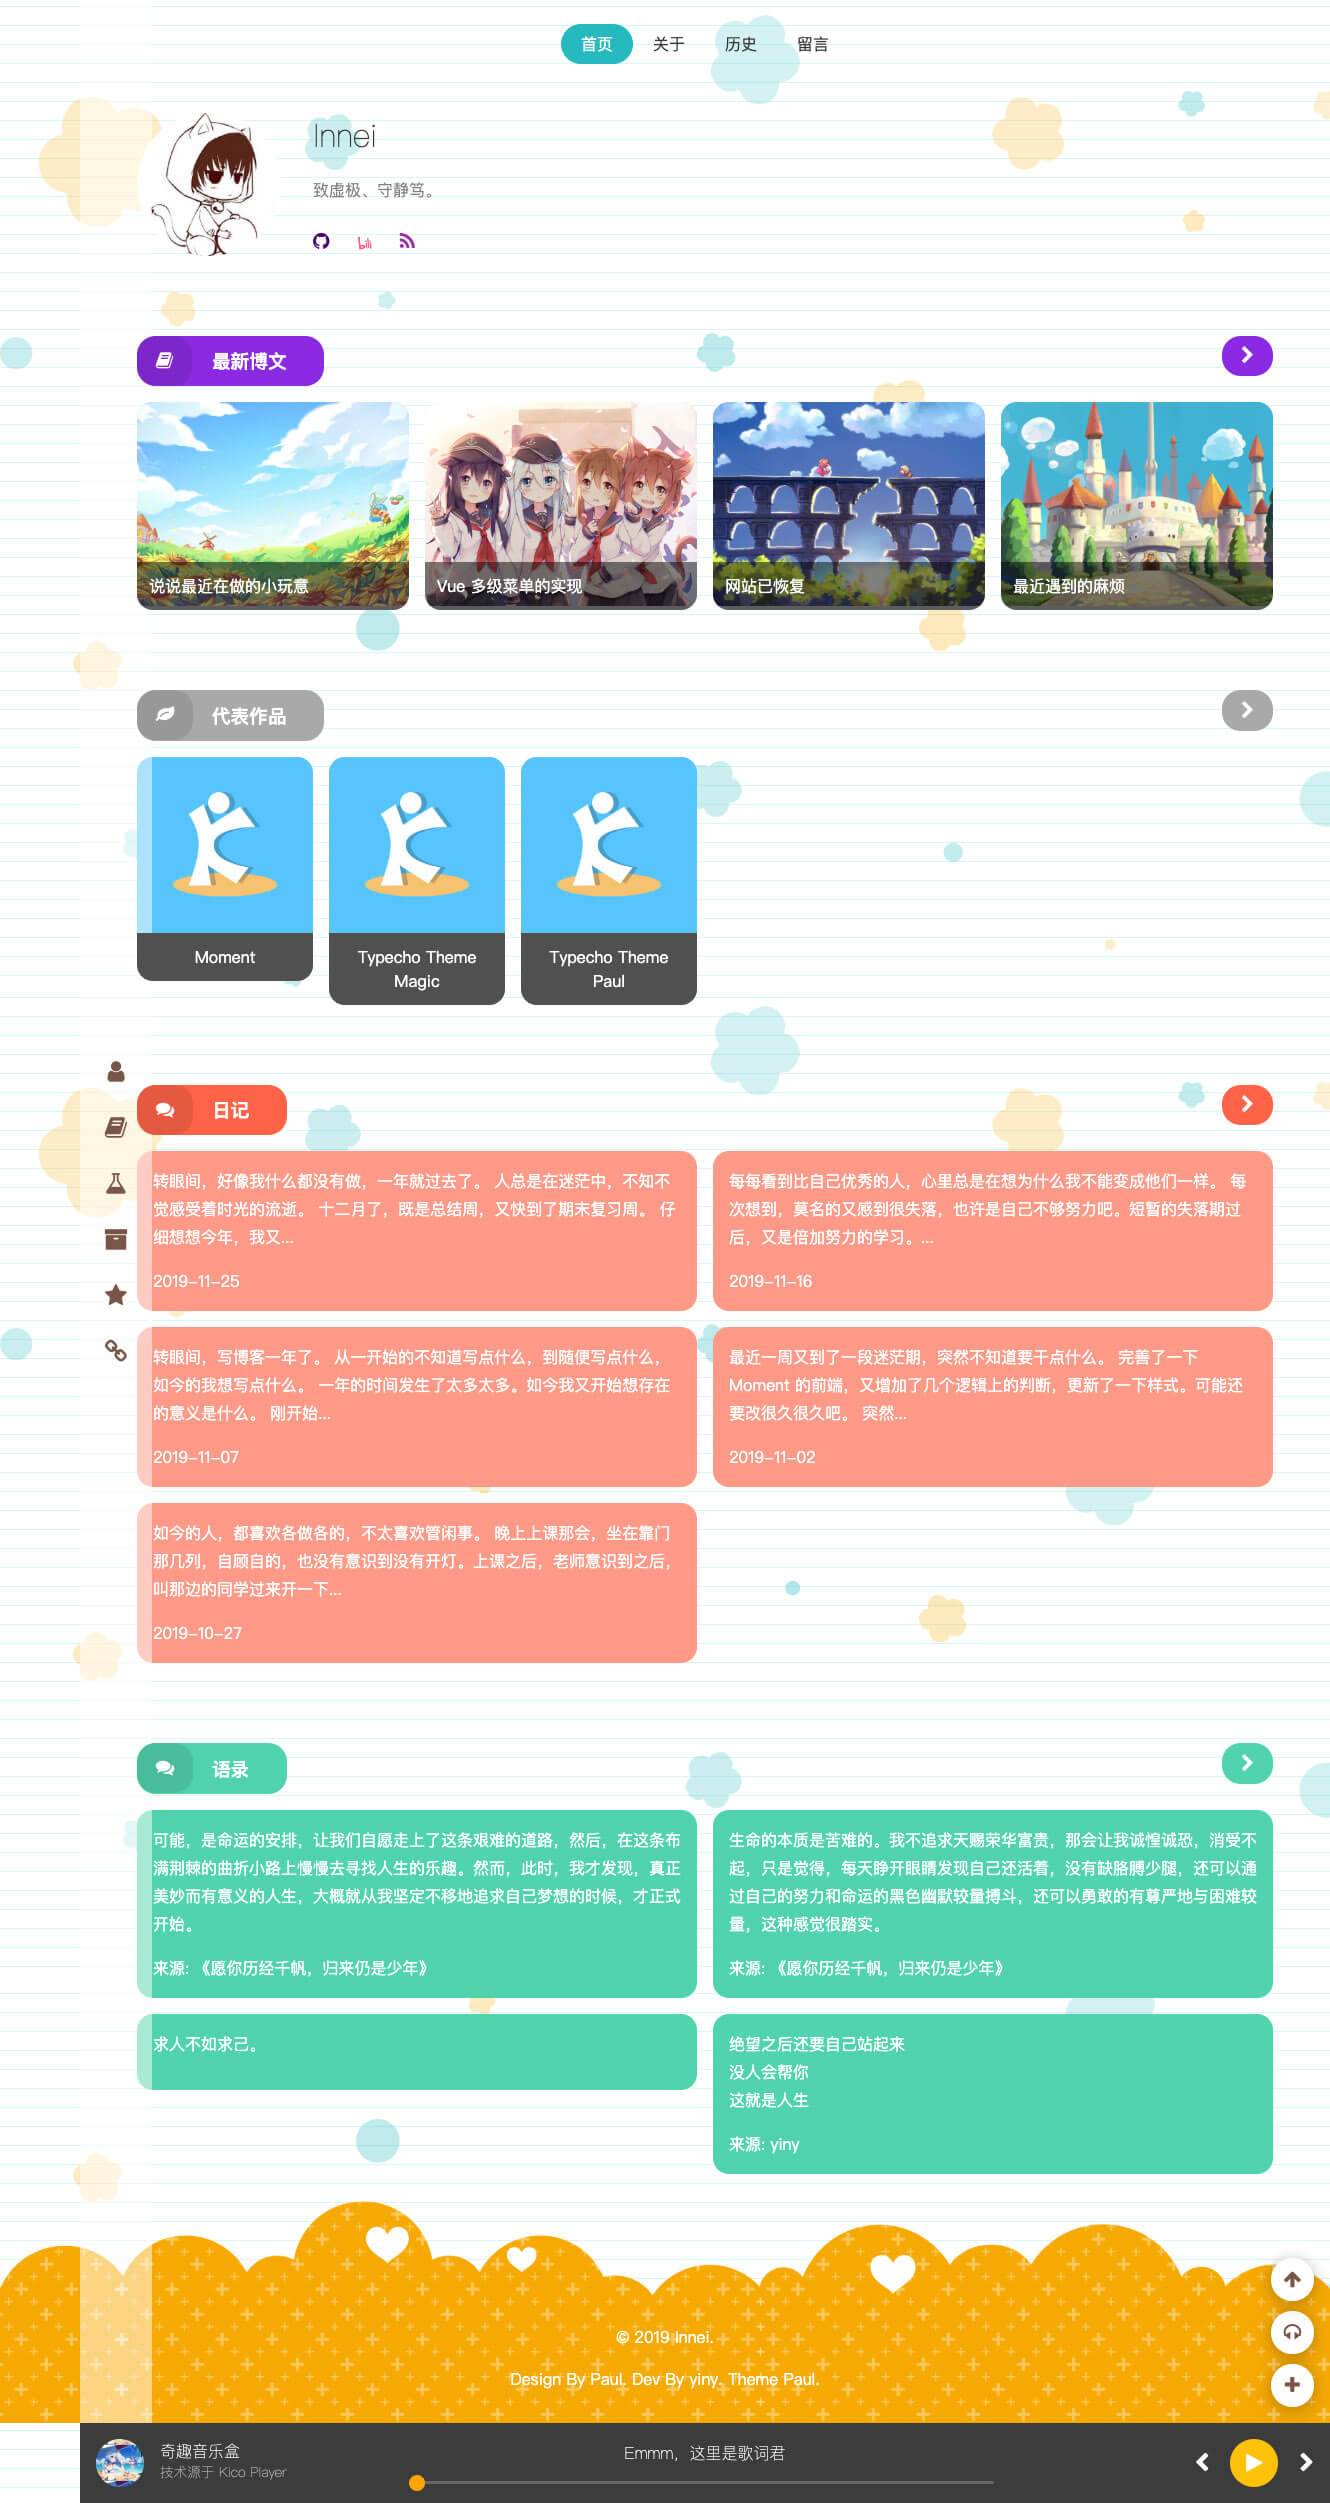 首页 关于 历史 留言
Innei
致虚极、守静笃。
bili
最新博文
说说最近在做的小玩意
Vue 多级菜单的实现
网站已恢复
最近遇到的麻烦
代表作品
Moment
Typecho Theme
Magic
Typecho Theme
Paul
日记
转眼间，好像我什么都没有做，一年就过去了。 人总是在迷茫中，不知不
觉感受着时光的流逝。 十二月了，既是总结周，又快到了期末复习周。 仔
细想想今年，我又...
2019-11-25
每每看到比自己优秀的人，心里总是在想为什么我不能变成他们一样。 每
次想到，莫名的又感到很失落，也许是自己不够努力吧。短暂的失落期过
后，又是倍加努力的学习。...
2019-11-16
转眼间，写博客一年了。 从一开始的不知道写点什么，到随便写点什么，
如今的我想写点什么。 一年的时间发生了太多太多。如今我又开始想存在
的意义是什么。 刚开始...
2019-11-07
最近一周又到了一段迷茫期，突然不知道要干点什么。 完善了一下
Moment 的前端，又增加了几个逻辑上的判断，更新了一下样式。可能还
要改很久很久吧。 突然...
2019-11-02
如今的人，都喜欢各做各的，不太喜欢管闲事。 晚上上课那会，坐在靠门
那几列，自顾自的，也没有意识到没有开灯。上课之后，老师意识到之后，
叫那边的同学过来开一下...
2019-10-27
语录
可能，是命运的安排，让我们自愿走上了这条艰难的道路，然后，在这条布
满荆棘的曲折小路上慢慢去寻找人生的乐趣。然而，此时，我才发现，真正
美妙而有意义的人生，大概就从我坚定不移地追求自己梦想的时候，才正式
开始。
来源: 《愿你历经千帆，归来仍是少年》
生命的本质是苦难的。我不追求天赐荣华富贵，那会让我诚惶诚恐，消受不
起，只是觉得，每天睁开眼睛发现自己还活着，没有缺胳膊少腿，还可以通
过自己的努力和命运的黑色幽默较量搏斗，还可以勇敢的有尊严地与困难较
量，这种感觉很踏实。
来源: 《愿你历经千帆，归来仍是少年》
求人不如求己。
绝望之后还要自己站起来
没人会帮你
这就是人生
来源: yiny
© 2019 Innei.
Design By Paul. Dev By yiny. Theme Paul.
奇趣音乐盒
技术源于 Kico Player
Emmm，这里是歌词君